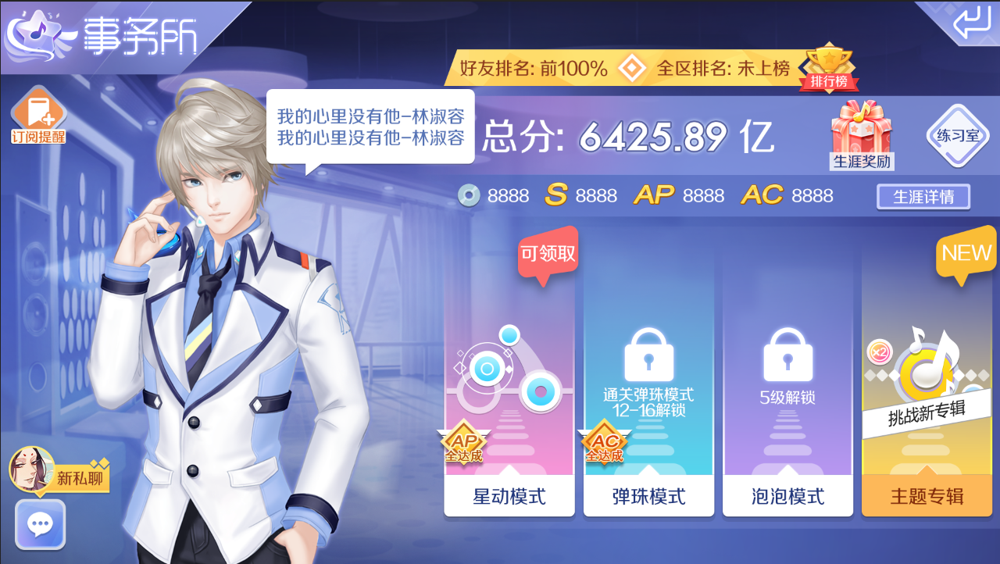 事务所
好友排名: 前100%
全区排名: 未上榜
排行榜
订阅提醒
我的心里没有他-林淑容
我的心里没有他-林淑容
总分: 6425.89 亿
生涯奖励
练习室
8888
S 8888
AP 8888
AC 8888
生涯详情
可领取
NEW
通关弹珠模式
12-16解锁
5级解锁
X2
挑战新专辑
AP
全达成
AC
全达成
新私聊
星动模式
弹珠模式
泡泡模式
主题专辑